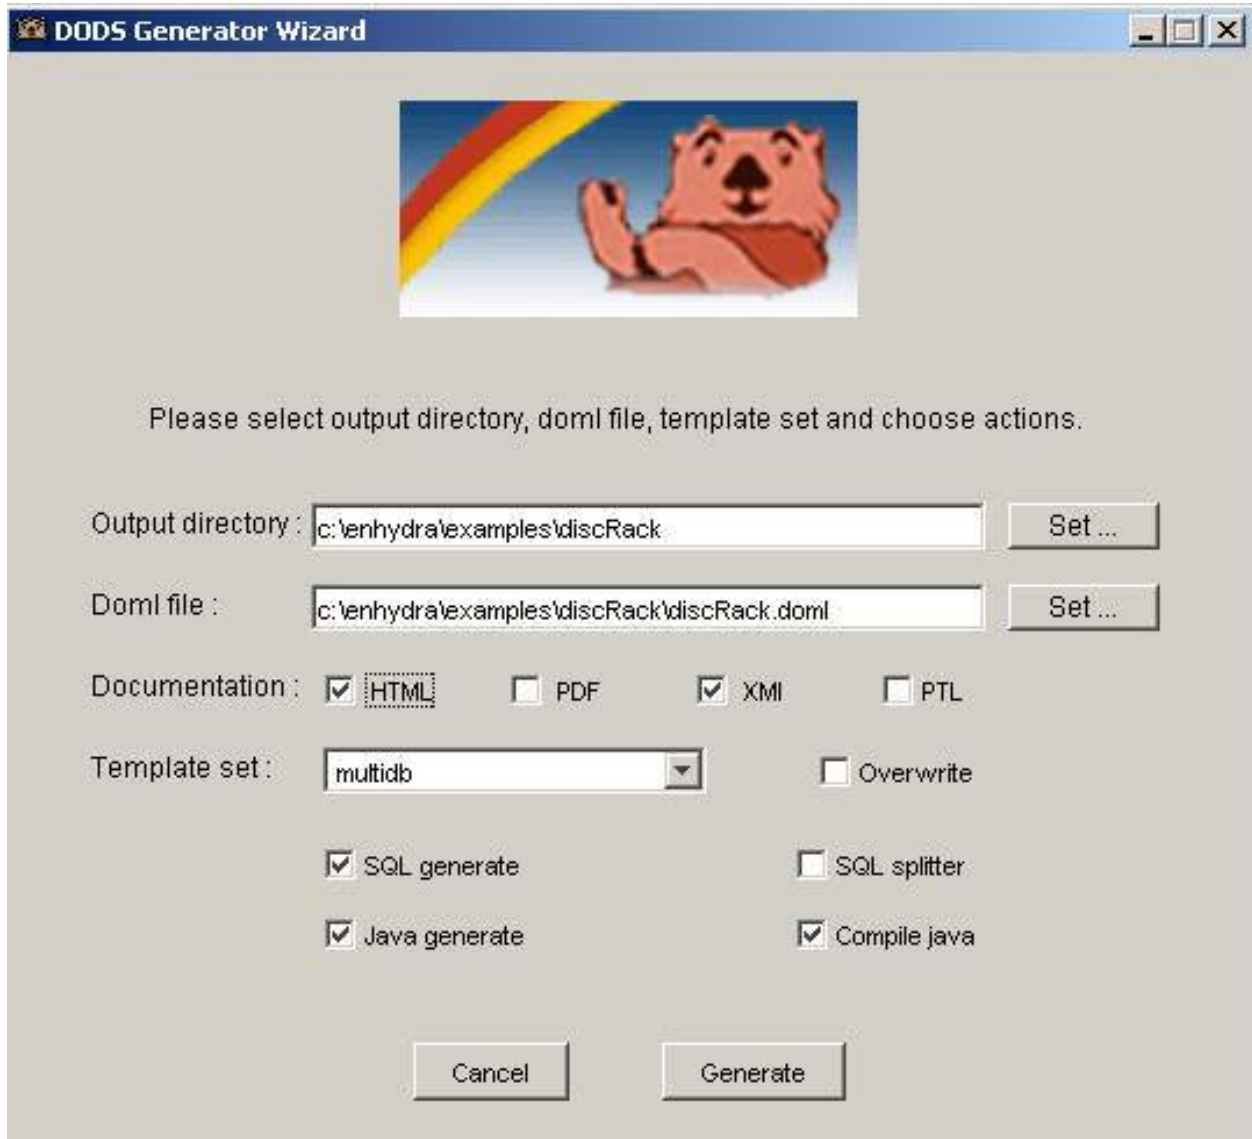 DODS Generator Wizard
Please select output directory, doml file, template set and choose actions.
Output directory : c:\enhydra\examples\discRack Set ...
Doml file : c:\enhydra\examples\discRack\discRack.doml Set ...
Documentation : HTML PDF XMI PTL
Template set : multidb Overwrite
SQL generate SQL splitter
Java generate Compile java
Cancel Generate